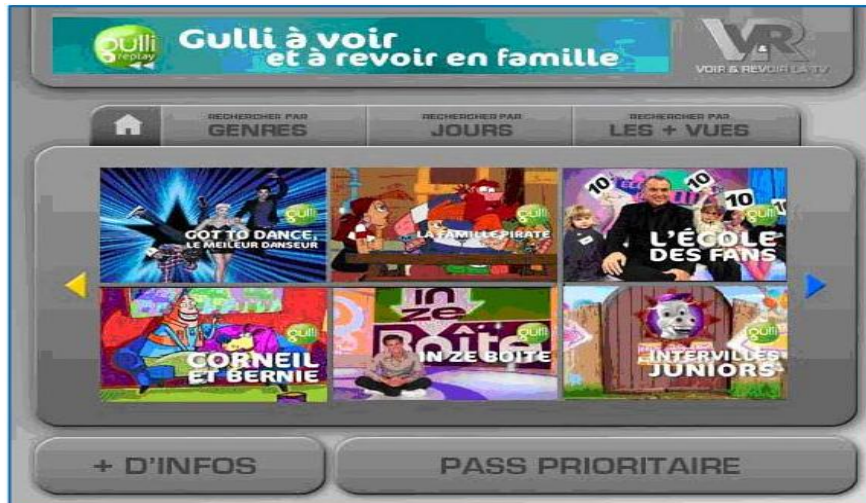 gulli
replay
Gulli à voir
et à revoir en famille
V&R
VOIR & REVOIR LA TV
RECHERCHER PAR
GENRES
RECHERCHER PAR
JOURS
RECHERCHER PAR
LES + VUES
gulli
GOT TO DANCE,
LE MEILEUR DANSEUR
gulli
LA FAMILLE PIRATE
10
10
10
gulli
L'ÉCOLE
DES FANS
gulli
CORNEIL
ET BERNIE
in
ze
Boîte
gulli
IN ZE BOITE
gulli
INTERVILLES
JUNIORS
+ D'INFOS
PASS PRIORITAIRE